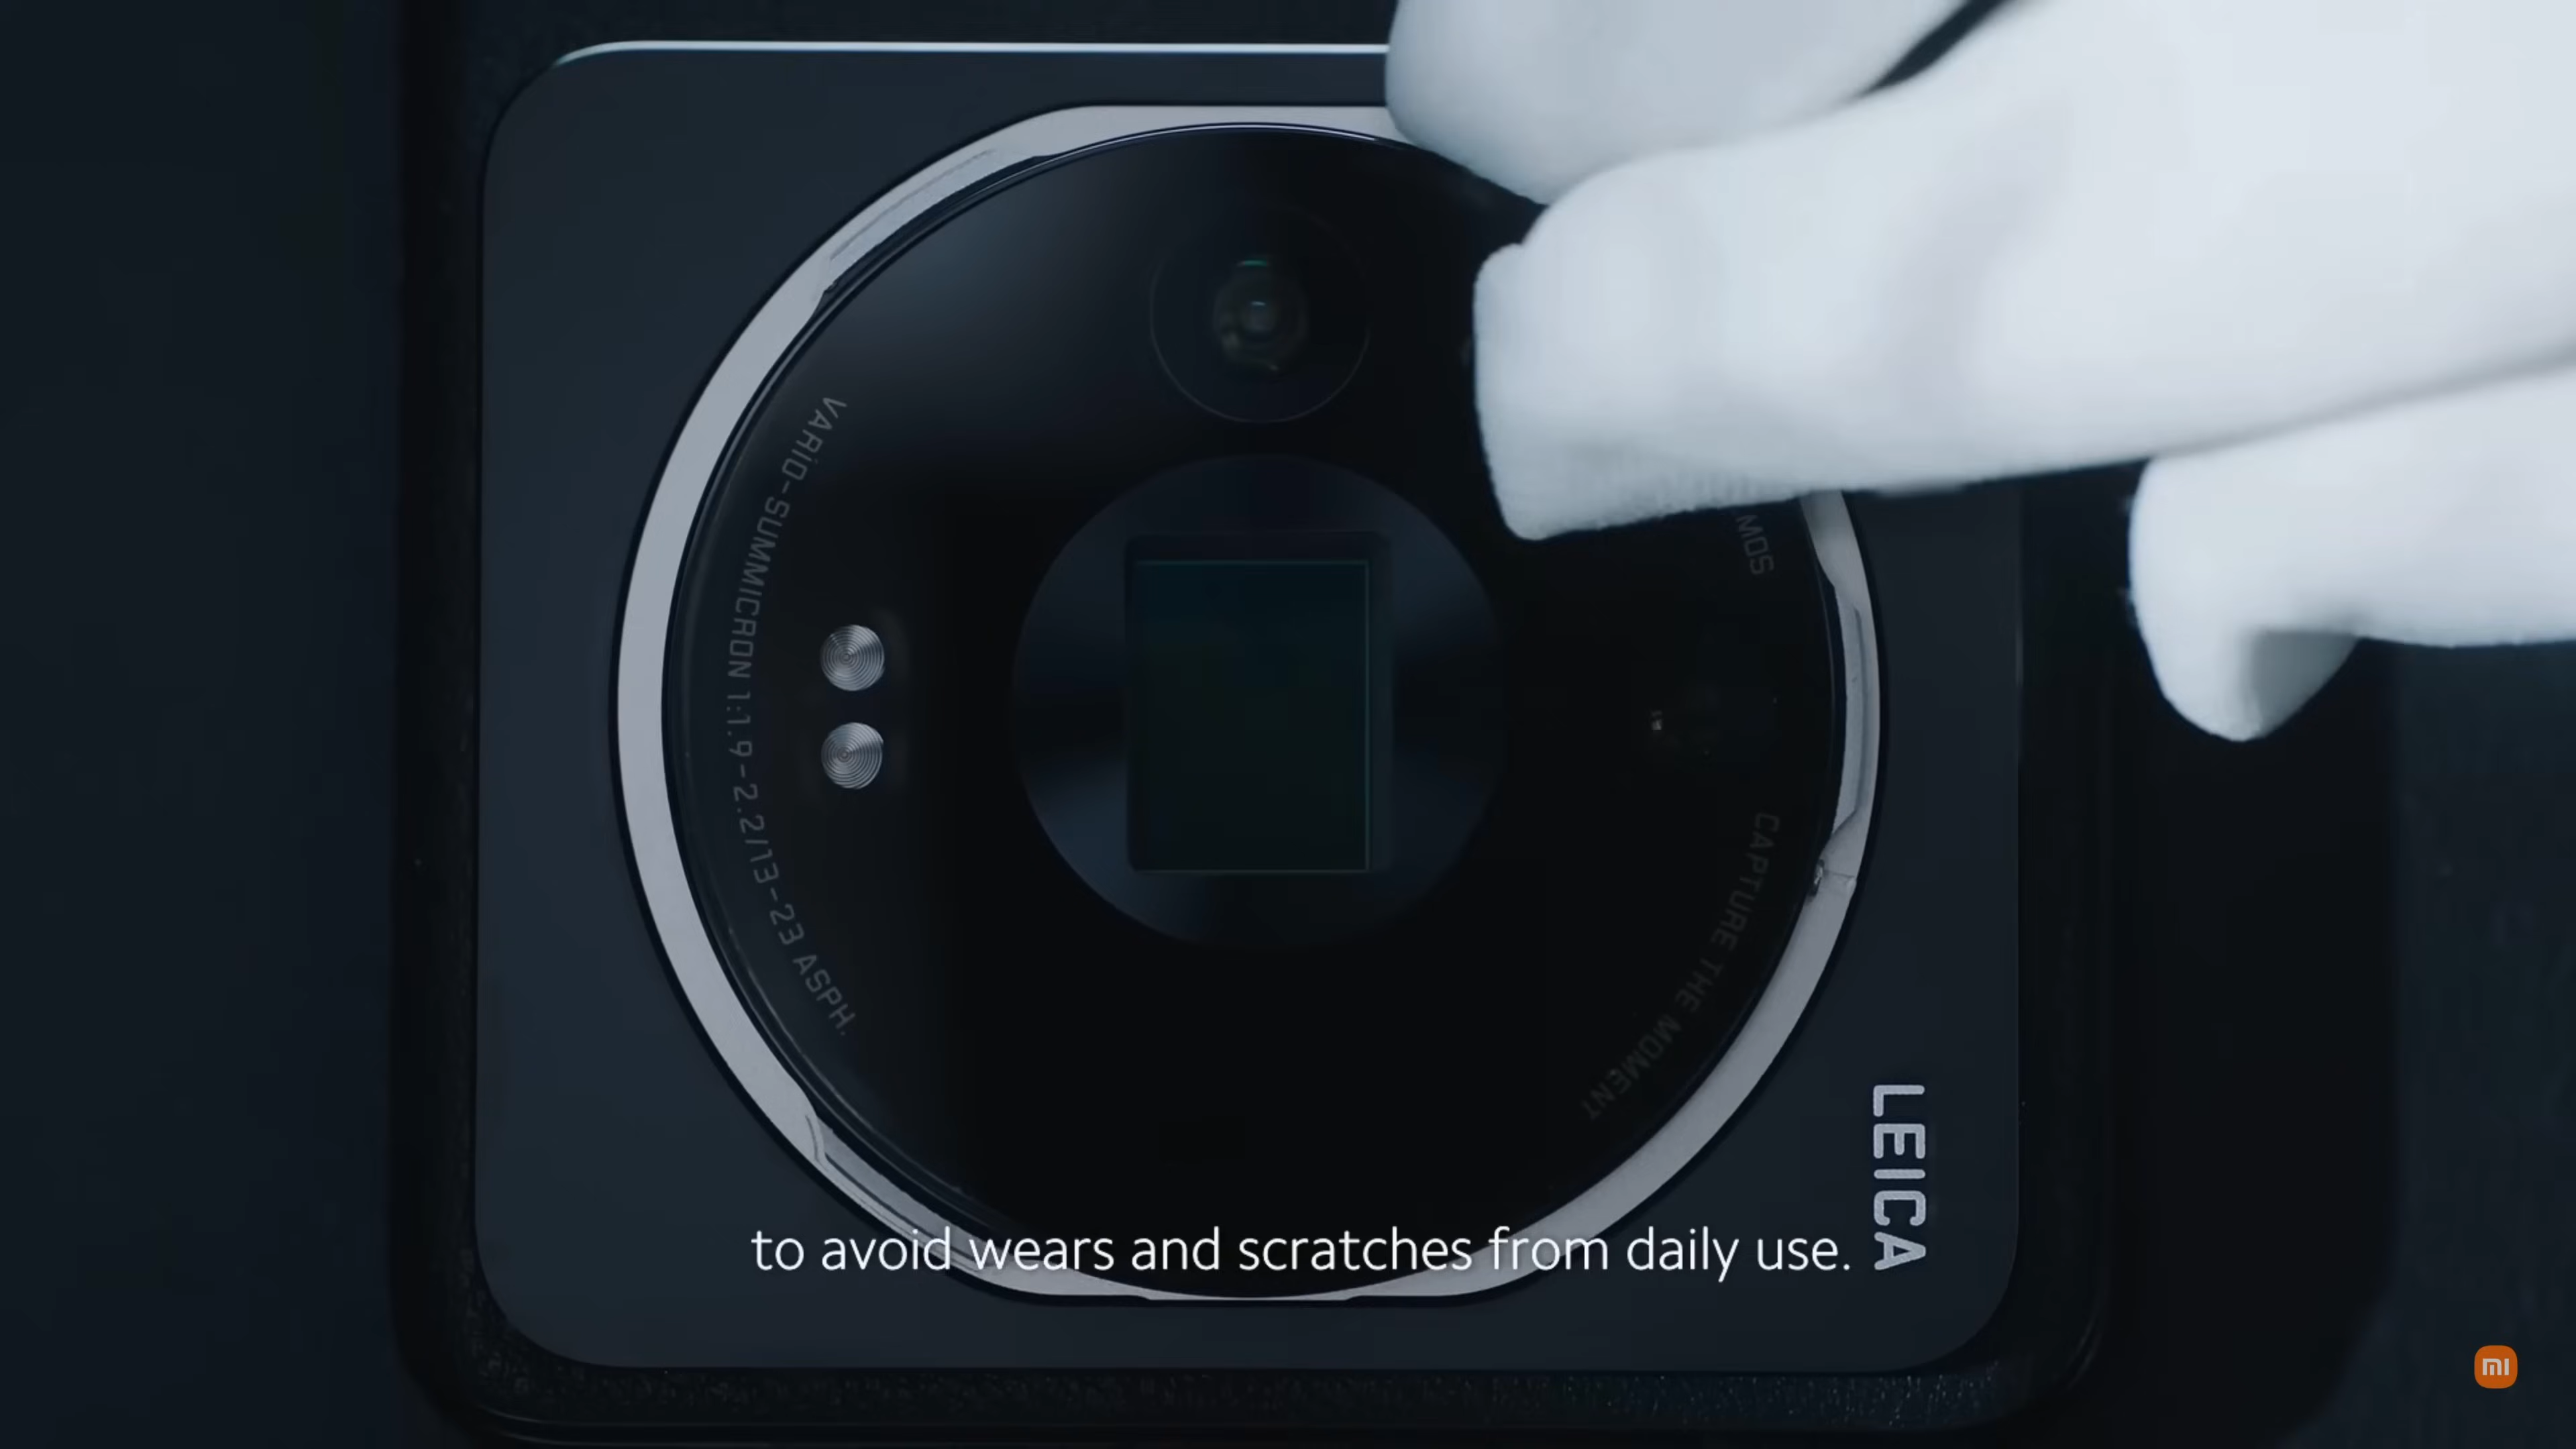 VARIO-SUMMICRON 1:1.9-2.2/13-23 ASPH.
CAPTURE THE MOMENT
LEICA
to avoid wears and scratches from daily use.
mi